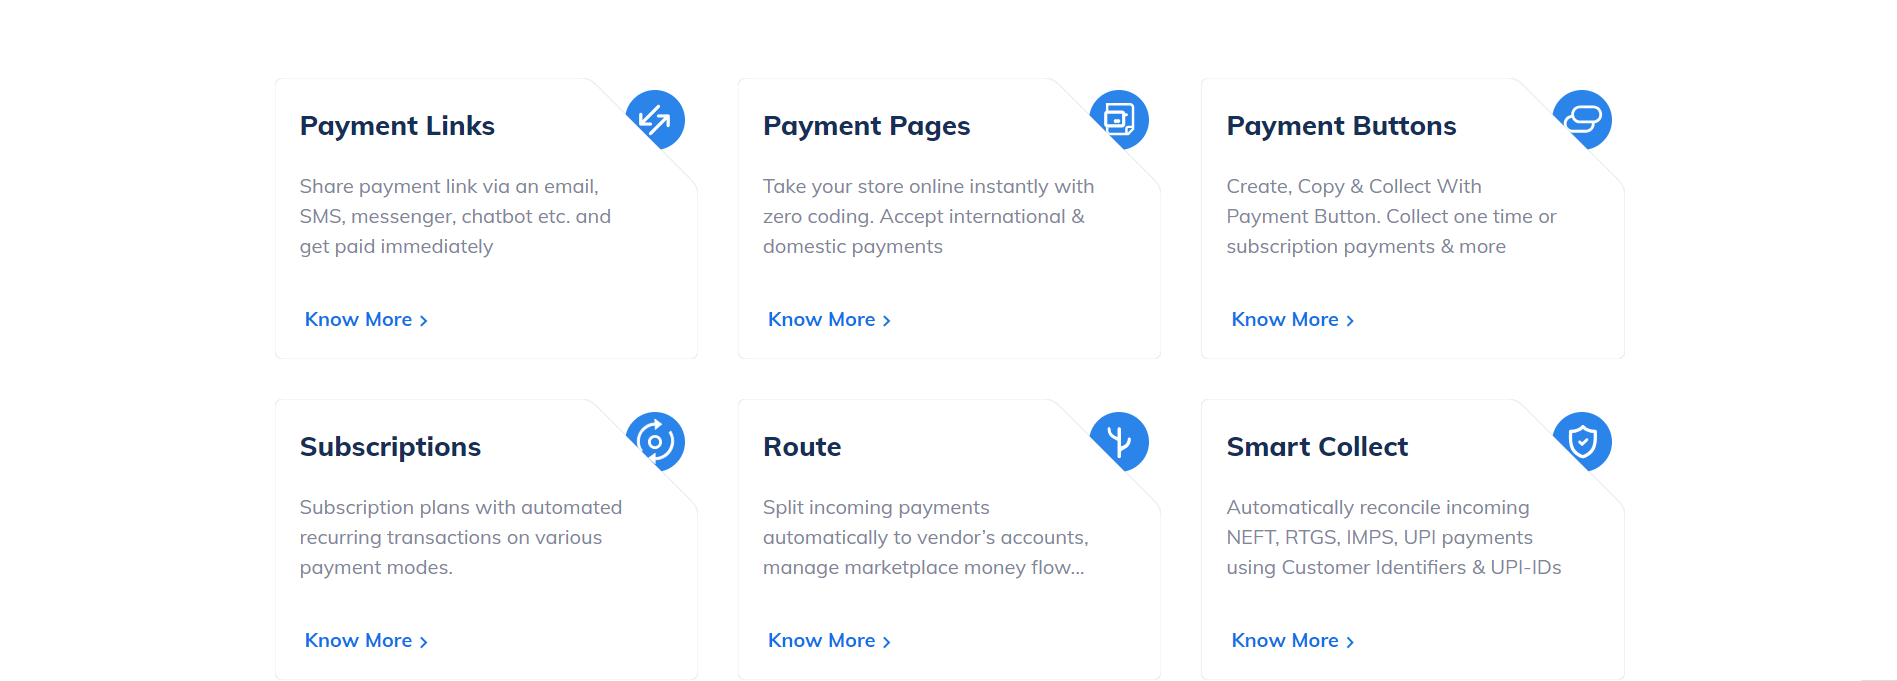 Payment Links
Share payment link via an email,
SMS, messenger, chatbot etc. and
get paid immediately
Know More
Payment Pages
Take your store online instantly with
zero coding. Accept international &
domestic payments
Know More
Payment Buttons
Create, Copy & Collect With
Payment Button. Collect one time or
subscription payments & more
Know More
Subscriptions
Subscription plans with automated
recurring transactions on various
payment modes.
Know More
Route
Split incoming payments
automatically to vendor’s accounts,
manage marketplace money flow...
Know More
Smart Collect
Automatically reconcile incoming
NEFT, RTGS, IMPS, UPI payments
using Customer Identifiers & UPI-IDs
Know More